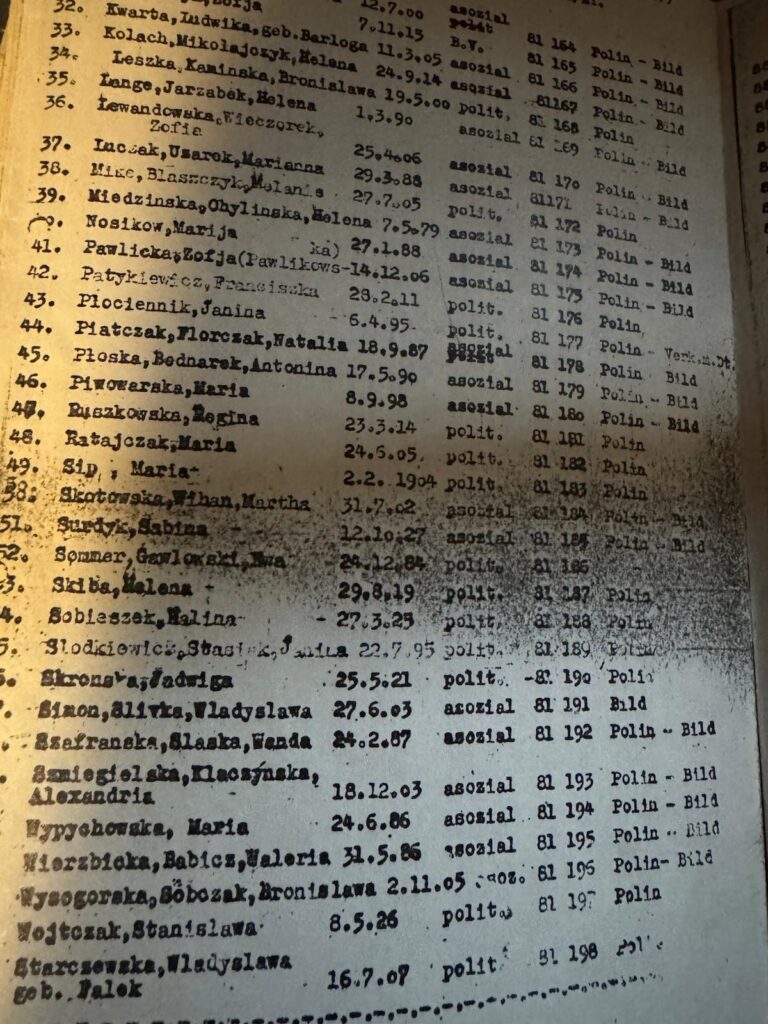 32. Kwarta,Ludwika,geb.Barloga 11.3.05 asozial 81 165 Polin - Bild
33. Kolach,Mikolajczyk,Helena 24.9.14 asozial 81 166 Polin - Bild
34. Leszka,Kaminska,Bronislawa 19.5.00 polit. 81167 Polin - Bild
35. Lange,Jarzabek,Helena 1.3.90 asozial 81 168 Polin
36. Lewandowska,Wieczorek, 81 169 Polin - Bild
Zofia 25.4.06 asozial 81 170 Polin - Bild
37. Luczak,Uzarek,Marianna 29.3.88 asozial 81171 Polin - Bild
38. Mike,Blaszczyk,Melanie 27.7.05 polit. 81 172 Polin
39. Miedzinska,Chylinska,Helena 7.5.79 asozial 81 173 Polin - Bild
Nosikow,Marija 27.1.88 asozial 81 174 Polin - Bild
41. Pawlicka,Zofja(Pawlikows-ka) 14.12.06 asozial 81 175 Polin - Bild
42. Patykiewicz,Franciszka 28.2.11 polit. 81 176 Polin
43. Plociennik,Janina - 6.4.95 polit. 81 177 Polin - Verk.m.Dt.
44. Piatczak,Florczak,Natalia 18.9.87 asozial 81 178 Polin - Bild
45. Płoska,Bednarek,Antonina 17.5.90 asozial 81 179 Polin - Bild
46. Piwowarska,Maria 8.9.98 asozial 81 180 Polin - Bild
47. Ruszkowska,Regina 23.3.14 polit. 81 181 Polin
48. Ratajczak,Maria 24.6.05 polit. 81 182 Polin
49. Sip , Maria- 2.2. 1904 polit. 81 183 Polin
Skotowska,Wihan,Martha 31.7.02 asozial 81 184 Polin - Bild
51. Surdyk,Sabina 12.10.27 asozial 81 185 Polin - Bild
52. Sommer,Gawlowski,Ewa - 24.12.84 polit. 81 186
3. Skiba,Helena - 29.8.19 polit. 81 187 Polin
4. Sobieszek,Halina - 27.3.25 polit. 81 188 Polin
5. Slodkiewicz,Stasiak,Janina 22.7.95 polit. 81 189 Polin
Skronska,Jadwiga 25.5.21 polit. 81 190 Polin
Simon,Slivka,Wladyslawa 27.6.03 asozial 81 191 Bild
Szafranska,Slaska,Wanda 24.2.87 asozial 81 192 Polin - Bild
Szmiegielska,Klaczynska,
Alexandria 18.12.03 asozial 81 193 Polin - Bild
Wypychowska, Maria 24.6.86 asozial 81 194 Polin - Bild
Wierzbicka,Babicz,Waleria 31.5.86 asozial 81 195 Polin - Bild
Wysogorska,Sobczak,Bronislawa 2.11.05 asoz. 81 196 Polin- Bild
Wojtczak,Stanislawa 8.5.26 polit. 81 197 Polin
Starczewska,Wladyslawa
geb. Palek 16.7.07 polit. 81 198